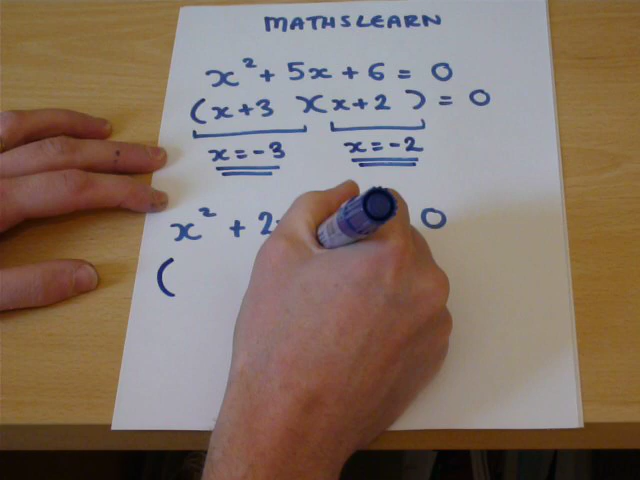 MATHSLEARN
x² + 5x + 6 = 0
(x+3)(x+2) = 0
x = -3 x = -2
x² + 2 0
(